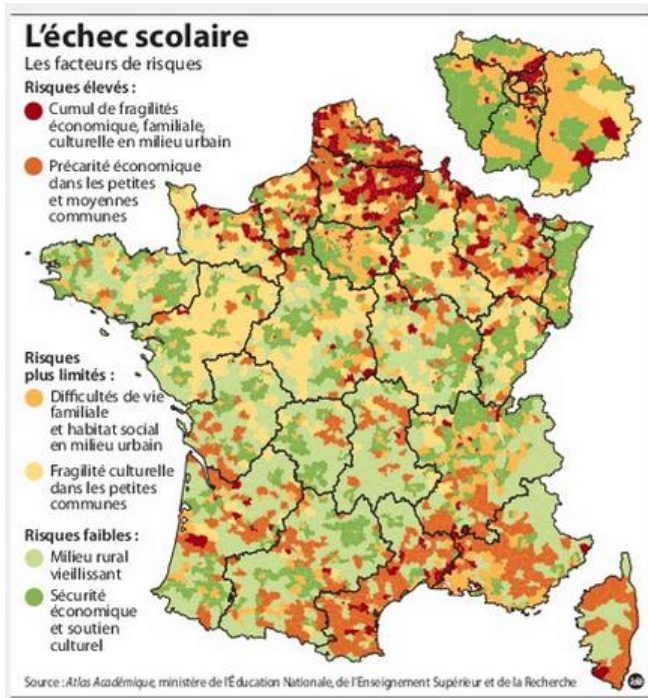 L'échec scolaire
Les facteurs de risques
Risques élevés :
Cumul de fragilités
économique, familiale,
culturelle en milieu urbain
Précarité économique
dans les petites
et moyennes
communes
Risques
plus limités :
Difficultés de vie
familiale
et habitat social
en milieu urbain
Fragilité culturelle
dans les petites
communes
Risques faibles :
Milieu rural
vieillissant
Sécurité
économique
et soutien
culturel
Source : Atlas Académique, ministère de l'Éducation Nationale, de l'Enseignement Supérieur et de la Recherche